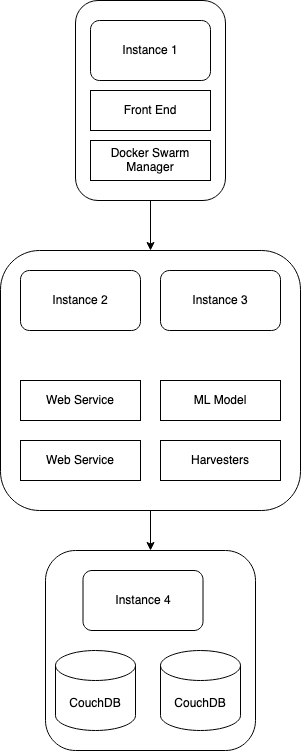 Instance 1
Front End
Docker Swarm
Manager
Instance 2
Instance 3
Web Service
ML Model
Web Service
Harvesters
Instance 4
CouchDB
CouchDB